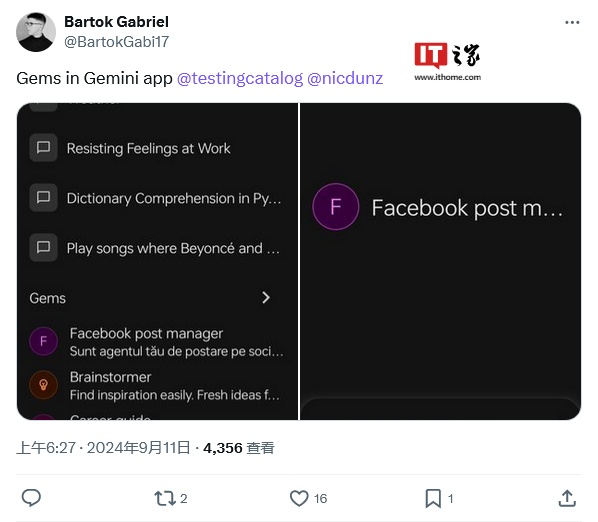 Bartok Gabriel
@BartokGabi17
IT之家
www.ithome.com
Gems in Gemini app @testingcatalog @nicdunz
Resisting Feelings at Work
Dictionary Comprehension in Py...
Play songs where Beyoncé and ...
Gems
F
Facebook post manager
Sunt agentul tău de postare pe soci...
Brainstormer
Find inspiration easily. Fresh ideas f...
Career guide
F
Facebook post m...
上午6:27 · 2024年9月11日 · 4,356 查看
2
16
1